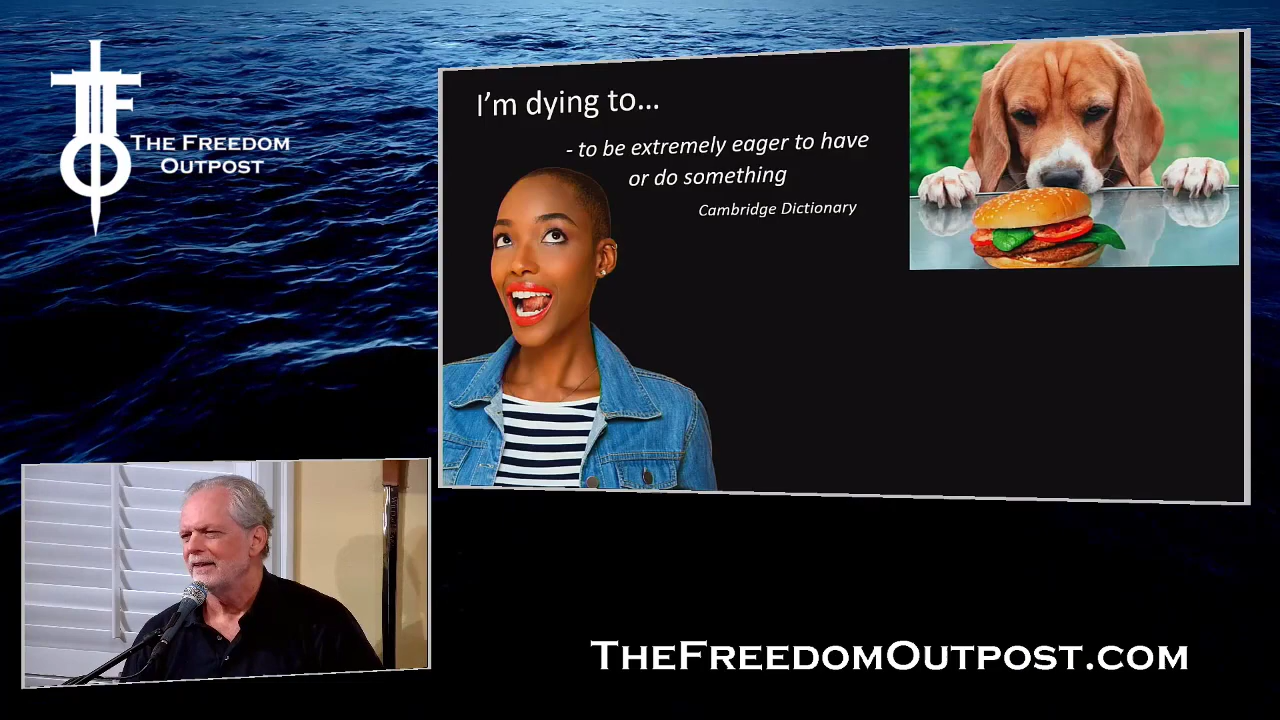 THE FREEDOM
OUTPOST
I'm dying to...
- to be extremely eager to have
or do something
Cambridge Dictionary
THEFREEDOMOUTPOST.COM